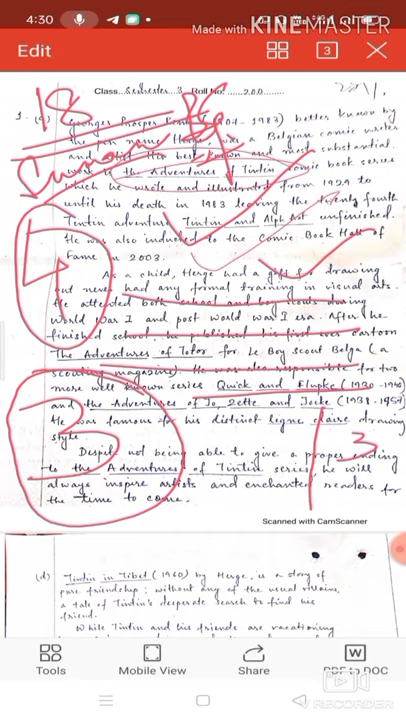 4:30
Made with KINEMASTER
Edit
3
Class Semester 3 Roll No. 200
18
1. (c) Georges Prosper Remi (1904-1983) better known by
the pen name Herge, was a Belgian comic writer
and artist. His best known and most substantial
work is the Adventures of Tintin comic book series
which he wrote and illustrated from 1929 to
until his death in 1983 leaving the twenty fourth
Tintin adventure Tintin and Alph Art unfinished.
He was also inducted to the Comic Book Hall of
Fame in 2003.
As a child, Herge had a gift for drawing
but never had any formal training in visual arts.
He attended both school and boy scouts during
World War I and post World War I era. After he
finished school, he published his first ever cartoon
The Adventures of Totor for Le Boy Scout Belge (a
scouting magazine). He was also responsible for two
more well known series Quick and Flupke (1930-1940)
and the Adventures of Jo, Zette and Jocko (1938-1954)
He was famous for his distinct ligne claire drawing
style
Despite not being able to give a proper ending
to the Adventures of Tintin series, he will
always inspire artists and enchanted readers for
the time to come.
4
3
3
Scanned with CamScanner
(d) Tintin in Tibet (1960) by Herge, is a story of
pure friendship; without any of the usual villains,
a tale of Tintin's desperate search to find his
friend.
While Tintin and his friends are vacationing
Tools
Mobile View
Share
PDF to DOC
RECORDER